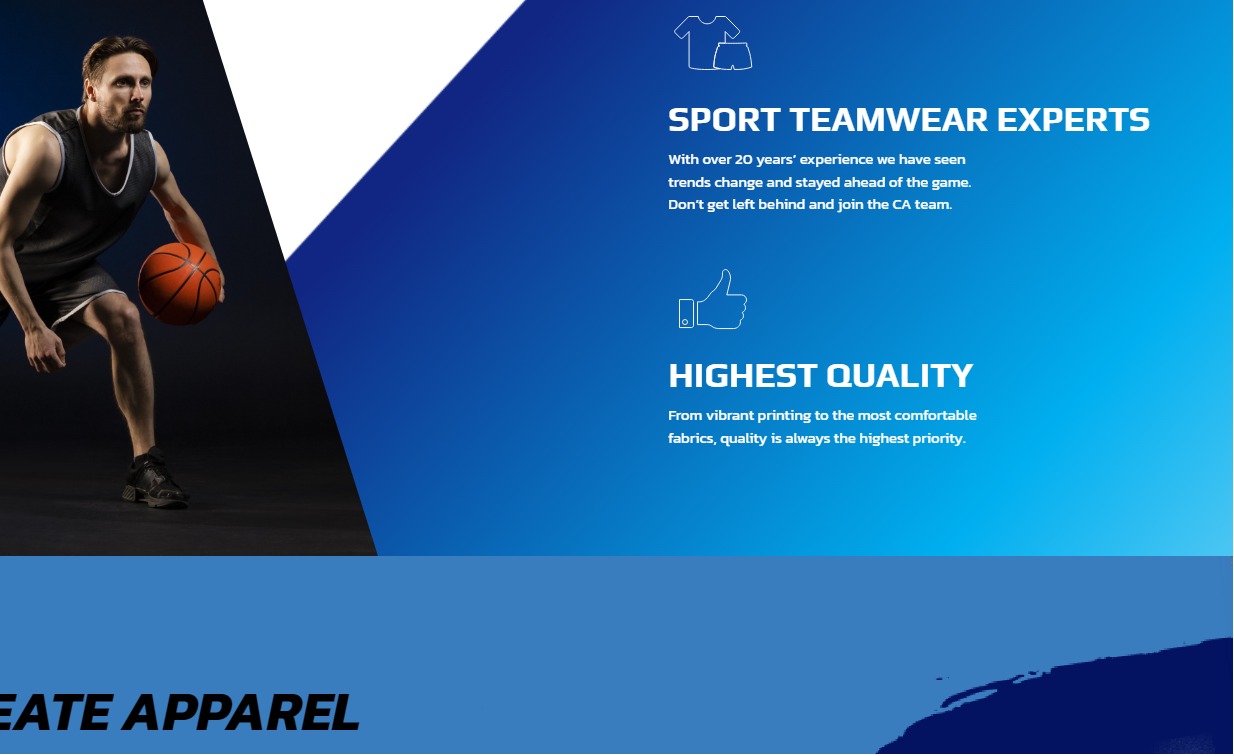 SPORT TEAMWEAR EXPERTS
With over 20 years’ experience we have seen
trends change and stayed ahead of the game.
Don’t get left behind and join the CA team.
HIGHEST QUALITY
From vibrant printing to the most comfortable
fabrics, quality is always the highest priority.
EATE APPAREL